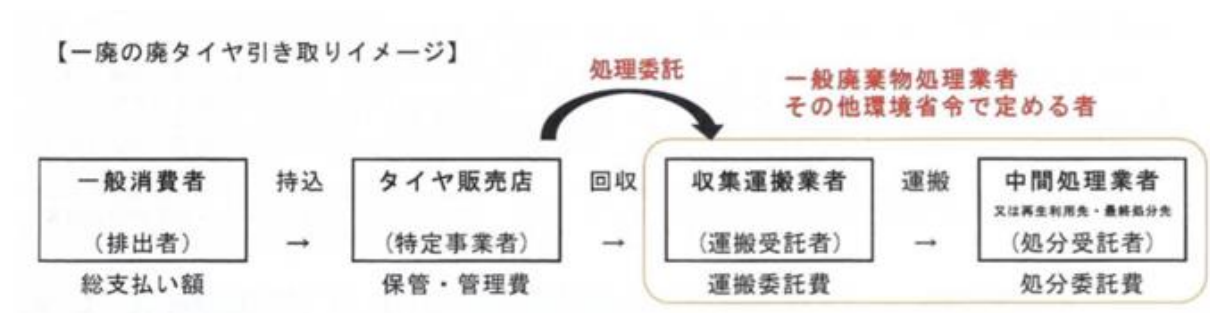 【一廃の廃タイヤ引き取りイメージ】
処理委託
一般廃棄物処理業者
その他環境省令で定める者
一般消費者
(排出者)
総支払い額
持込
→
タイヤ販売店
(特定事業者)
保管・管理費
回収
→
収集運搬業者
(運搬受託者)
運搬委託費
運搬
→
中間処理業者
又は再生利用先・最終処分先
(処分受託者)
処分委託費